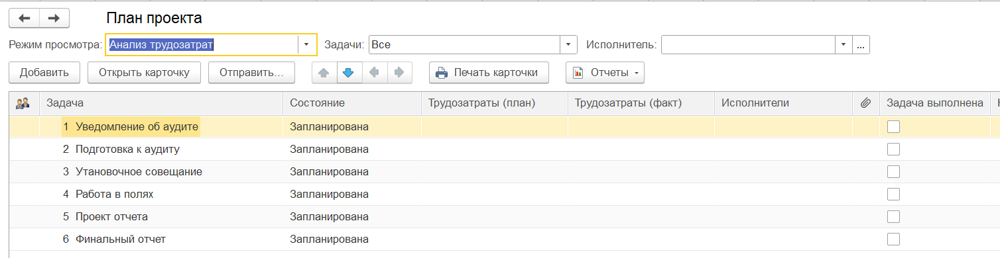 План проекта
Режим просмотра: Анализ трудозатрат Задачи: Все Исполнитель: ...
Добавить Открыть карточку Отправить... Печать карточки Отчеты
Задача Состояние Трудозатраты (план) Трудозатраты (факт) Исполнители Задача выполнена
1 Уведомление об аудите Запланирована
2 Подготовка к аудиту Запланирована
3 Утановочное совещание Запланирована
4 Работа в полях Запланирована
5 Проект отчета Запланирована
6 Финальный отчет Запланирована